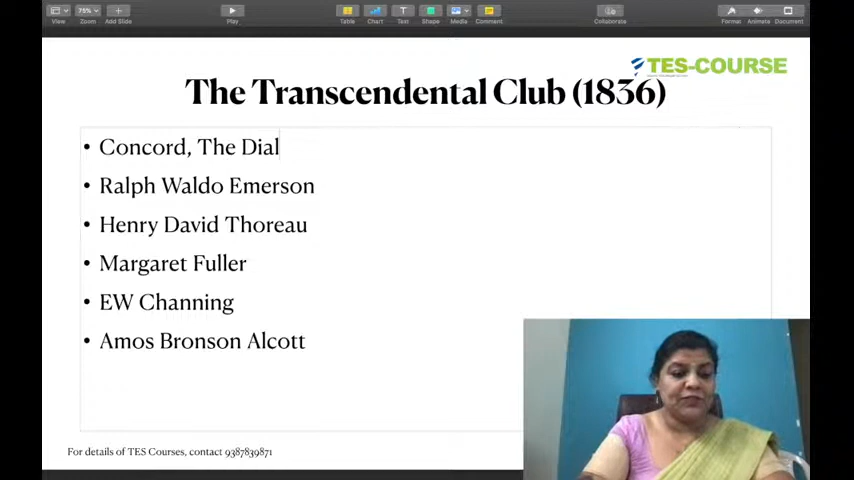 View
75%
Zoom
Add Slide
Play
Table
Chart
Text
Shape
Media
Comment
Collaborate
Format
Animate
Document
TES-COURSE
The Transcendental Club (1836)
• Concord, The Dial
• Ralph Waldo Emerson
• Henry David Thoreau
• Margaret Fuller
• EW Channing
• Amos Bronson Alcott
For details of TES Courses, contact 9387839871